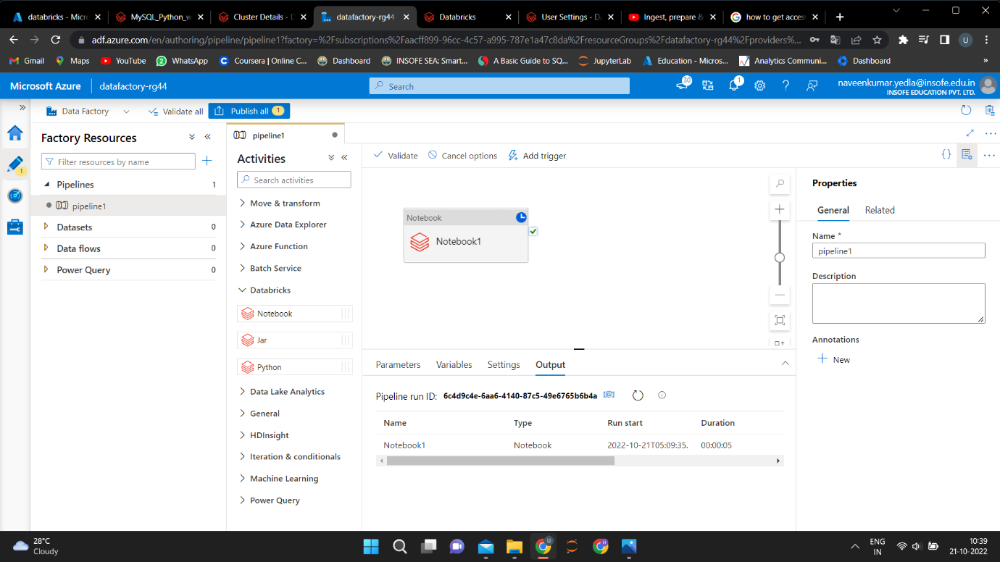 databricks - Micr
MySQL_Python_w
Cluster Details - D
datafactory-rg44
Databricks
User Settings - Da
Ingest, prepare &
how to get acces
adf.azure.com/en/authoring/pipeline/pipeline1?factory=%2Fsubscriptions%2Faacff899-96cc-4c57-a995-787e1a47c8da%2FresourceGroups%2Fdatafactory-rg44%2Fproviders%...
U
Gmail
Maps
YouTube
WhatsApp
Coursera | Online C...
Dashboard
INSOFE SEA: Smart...
A Basic Guide to SQ...
JupyterLab
Education - Micros...
Analytics Communi...
Dashboard
»
Microsoft Azure
datafactory-rg44
Search
30
1
naveenkumar.yedla@insofe.edu.in
INSOFE EDUCATION PVT. LTD.
Data Factory
Validate all
Publish all 1
Factory Resources
Filter resources by name
1
Pipelines 1
pipeline1
Datasets 0
Data flows 0
Power Query 0
pipeline1
Activities
Search activities
Move & transform
Azure Data Explorer
Azure Function
Batch Service
Databricks
Notebook
Jar
Python
Data Lake Analytics
General
HDInsight
Iteration & conditionals
Machine Learning
Power Query
Validate
Cancel options
Add trigger
{}
Notebook
Notebook1
Parameters Variables Settings Output
Pipeline run ID: 6c4d9c4e-6aa6-4140-87c5-49e6765b6b4a
Name Type Run start Duration
Notebook1 Notebook 2022-10-21T05:09:35. 00:00:05
Properties
General Related
Name *
pipeline1
Description
Annotations
New
28°C
Cloudy
U
H
ENG
IN
10:39
21-10-2022